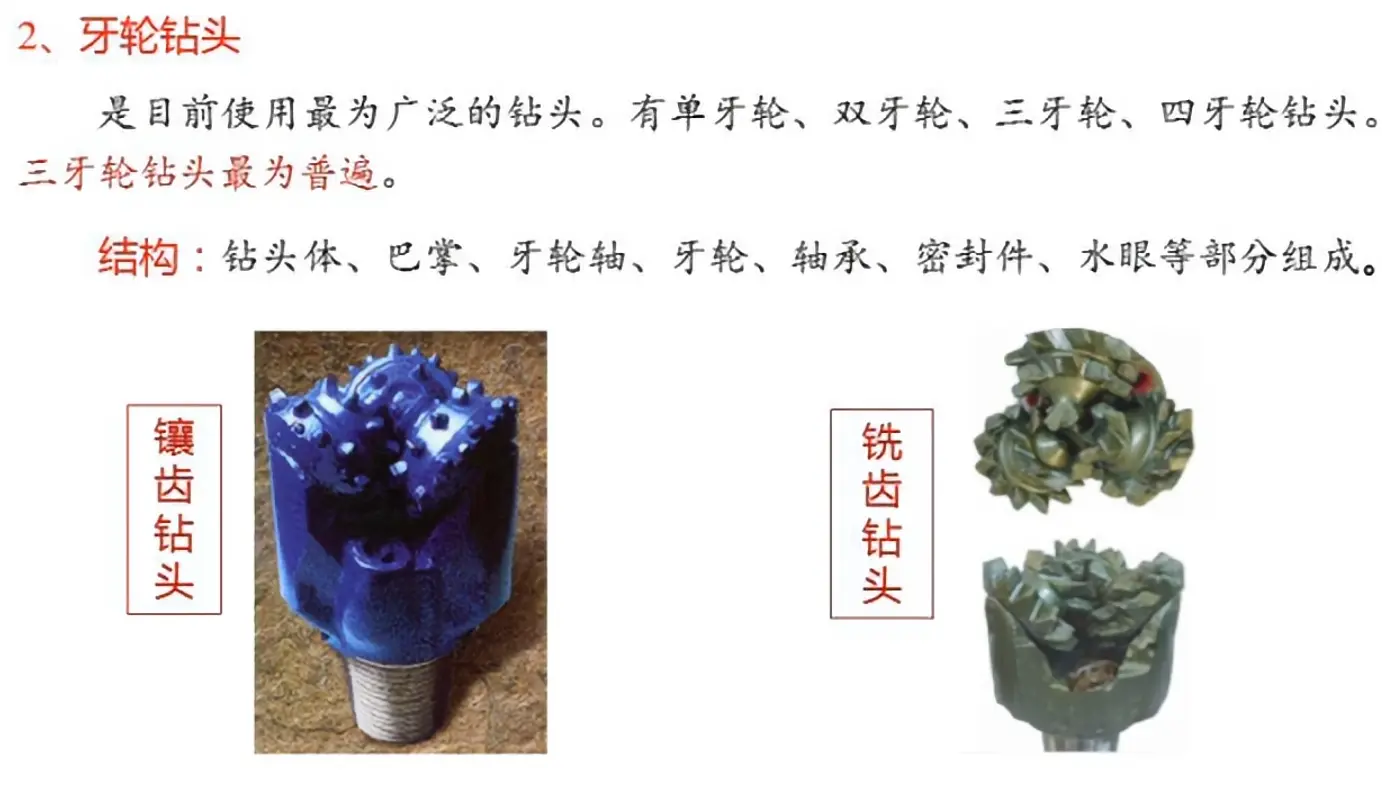 2、牙轮钻头
是目前使用最为广泛的钻头。有单牙轮、双牙轮、三牙轮、四牙轮钻头。
三牙轮钻头最为普遍。
结构：钻头体、巴掌、牙轮轴、牙轮、轴承、密封件、水眼等部分组成。
镶齿钻头
铣齿钻头